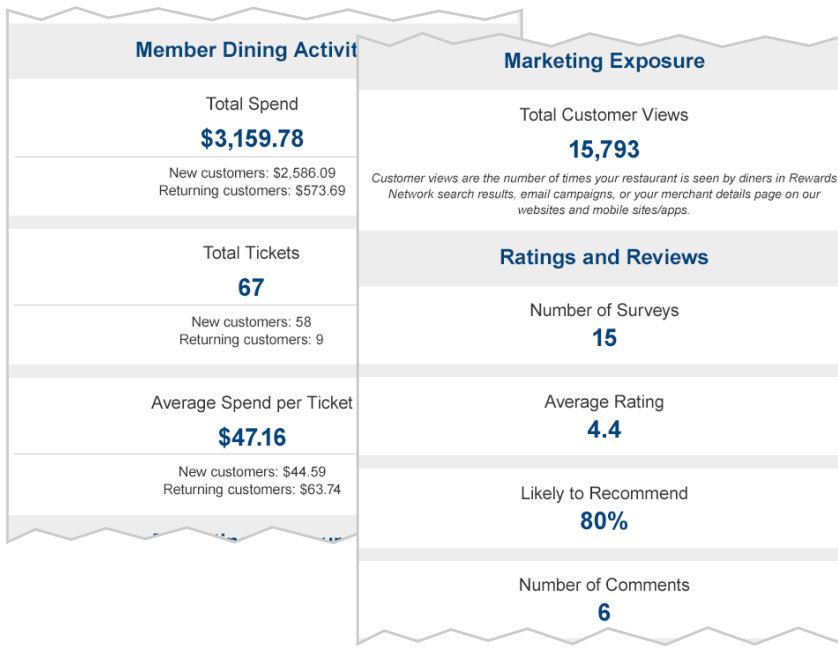 Member Dining Activit
Total Spend
$3,159.78
New customers: $2,586.09
Returning customers: $573.69
Total Tickets
67
New customers: 58
Returning customers: 9
Average Spend per Ticket
$47.16
New customers: $44.59
Returning customers: $63.74
Marketing Exposure
Total Customer Views
15,793
Customer views are the number of times your restaurant is seen by diners in Rewards
Network search results, email campaigns, or your merchant details page on our
websites and mobile sites/apps.
Ratings and Reviews
Number of Surveys
15
Average Rating
4.4
Likely to Recommend
80%
Number of Comments
6